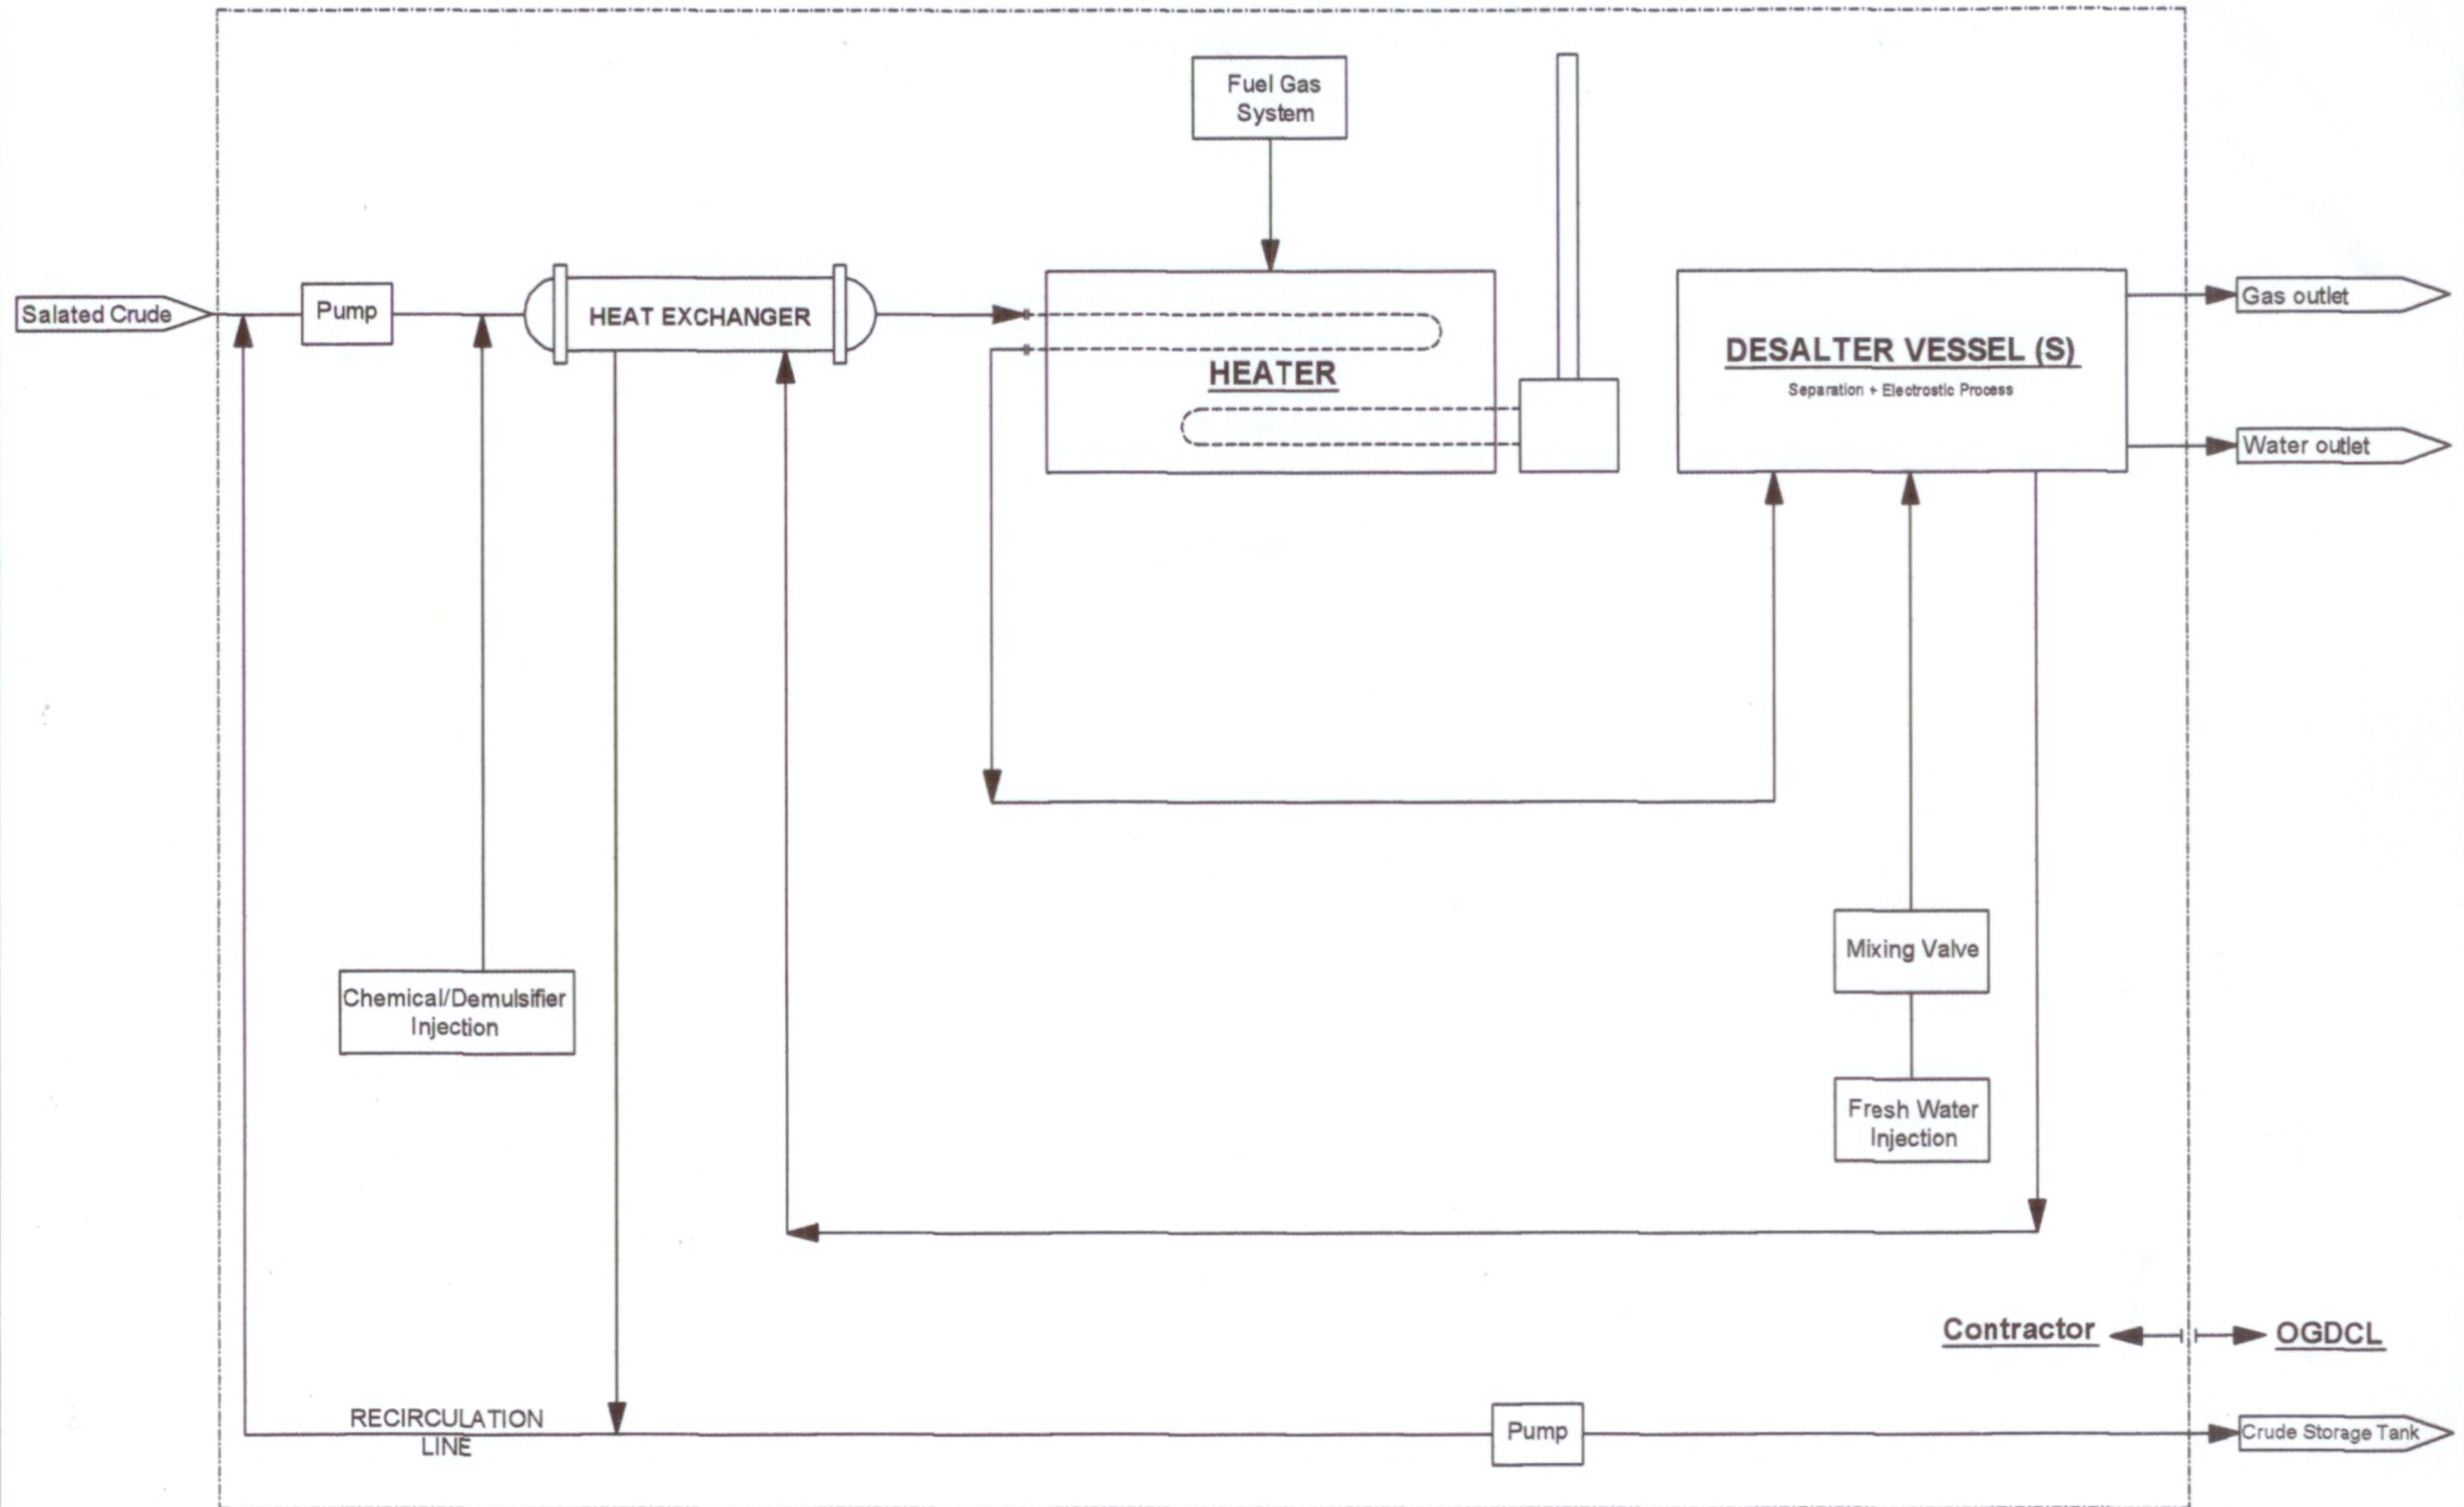 Fuel Gas
System
Salated Crude
Pump
HEAT EXCHANGER
HEATER
DESALTER VESSEL (S)
Separation + Electrostic Process
Gas outlet
Water outlet
Chemical/Demulsifier
Injection
Mixing Valve
Fresh Water
Injection
Contractor
OGDCL
RECIRCULATION
LINE
Pump
Crude Storage Tank